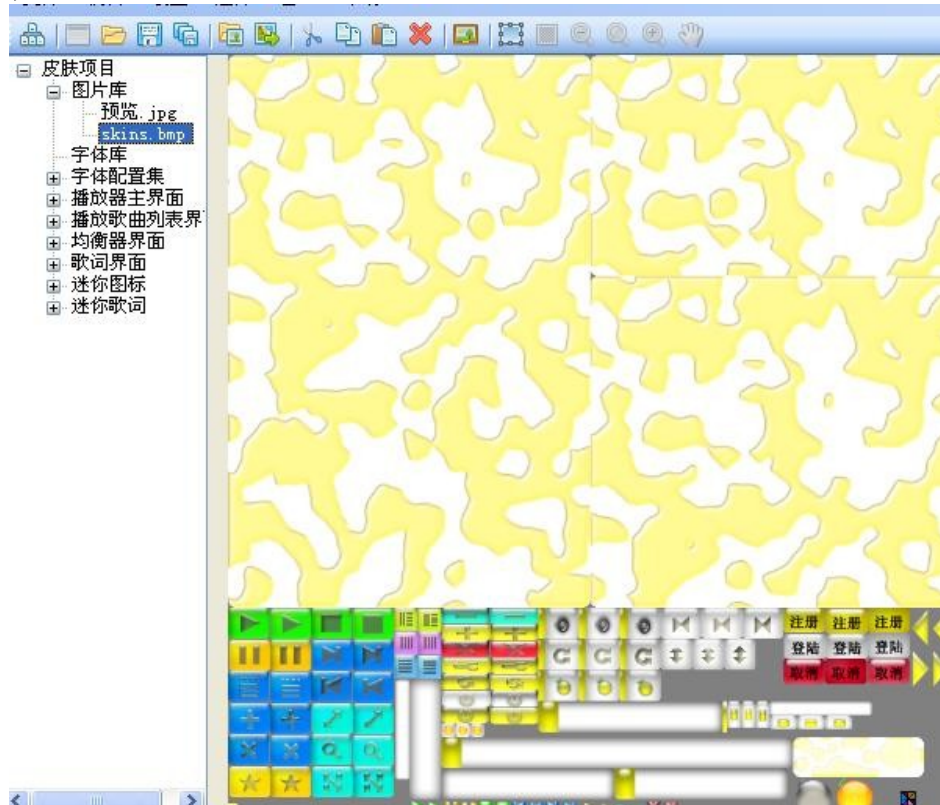 皮肤项目
图片库
预览.jpg
skins.bmp
字体库
字体配置集
播放器主界面
播放歌曲列表界
均衡器界面
歌词界面
迷你图标
迷你歌词
注册 注册 注册
登陆 登陆 登陆
取消 取消 取消